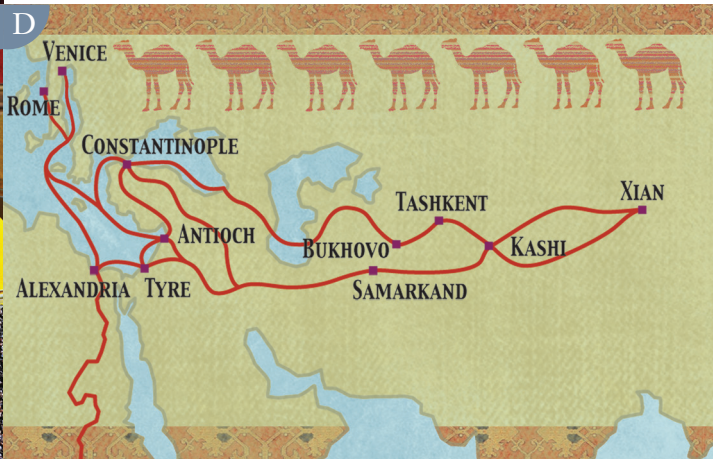 D
VENICE
ROME
CONSTANTINOPLE
XIAN
TASHKENT
ANTIOCH
BUKHOVO
KASHI
ALEXANDRIA
TYRE
SAMARKAND